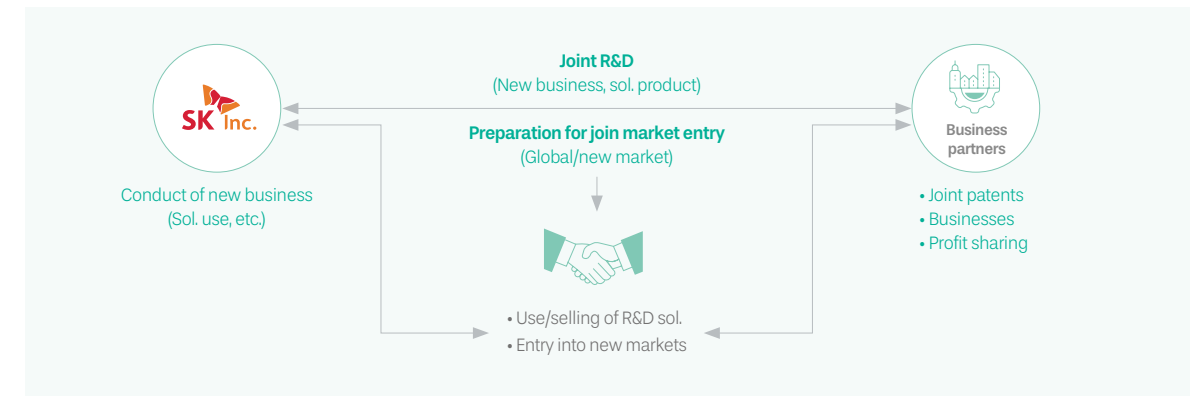 SK Inc.
Conduct of new business
(Sol. use, etc.)
Joint R&D
(New business, sol. product)
Preparation for join market entry
(Global/new market)
• Use/selling of R&D sol.
• Entry into new markets
Business
partners
• Joint patents
• Businesses
• Profit sharing